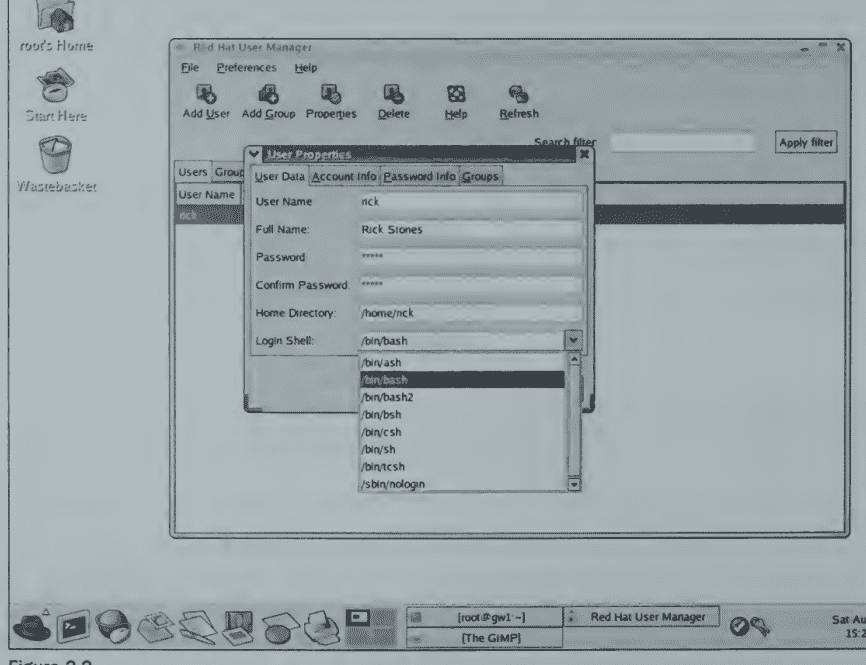 root's Home
Start Here
Wastebasket
Red Hat User Manager
File Preferences Help
Add User Add Group Properties Delete Help Refresh
Search filter Apply filter
Users Group
User Name
rick
User Properties
User Data Account Info Password Info Groups
User Name rick
Full Name: Rick Stones
Password *****
Confirm Password: *****
Home Directory: /home/rick
Login Shell: /bin/bash
/bin/ash
/bin/bash
/bin/bash2
/bin/bsh
/bin/csh
/bin/sh
/bin/tcsh
/sbin/nologin
[root@gw1:~] Red Hat User Manager
[The GIMP]
Sat Au
15:2